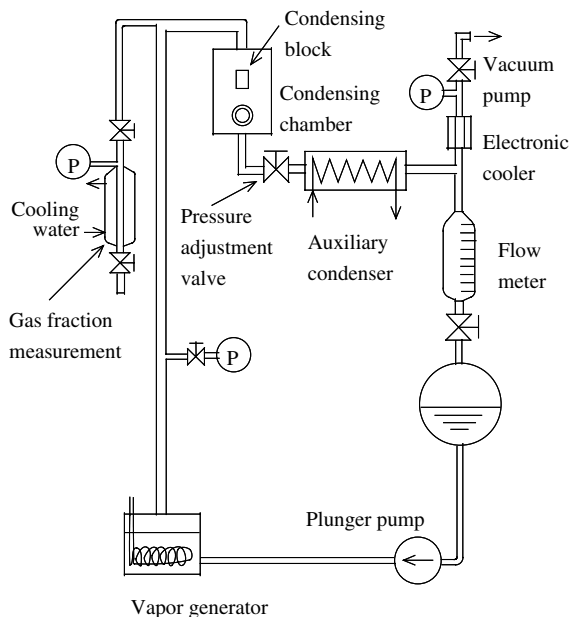 Condensing
block
Condensing
chamber
Vacuum
pump
P
Electronic
cooler
P
Cooling
water
Pressure
adjustment
valve
Auxiliary
condenser
Flow
meter
Gas fraction
measurement
P
Plunger pump
Vapor generator